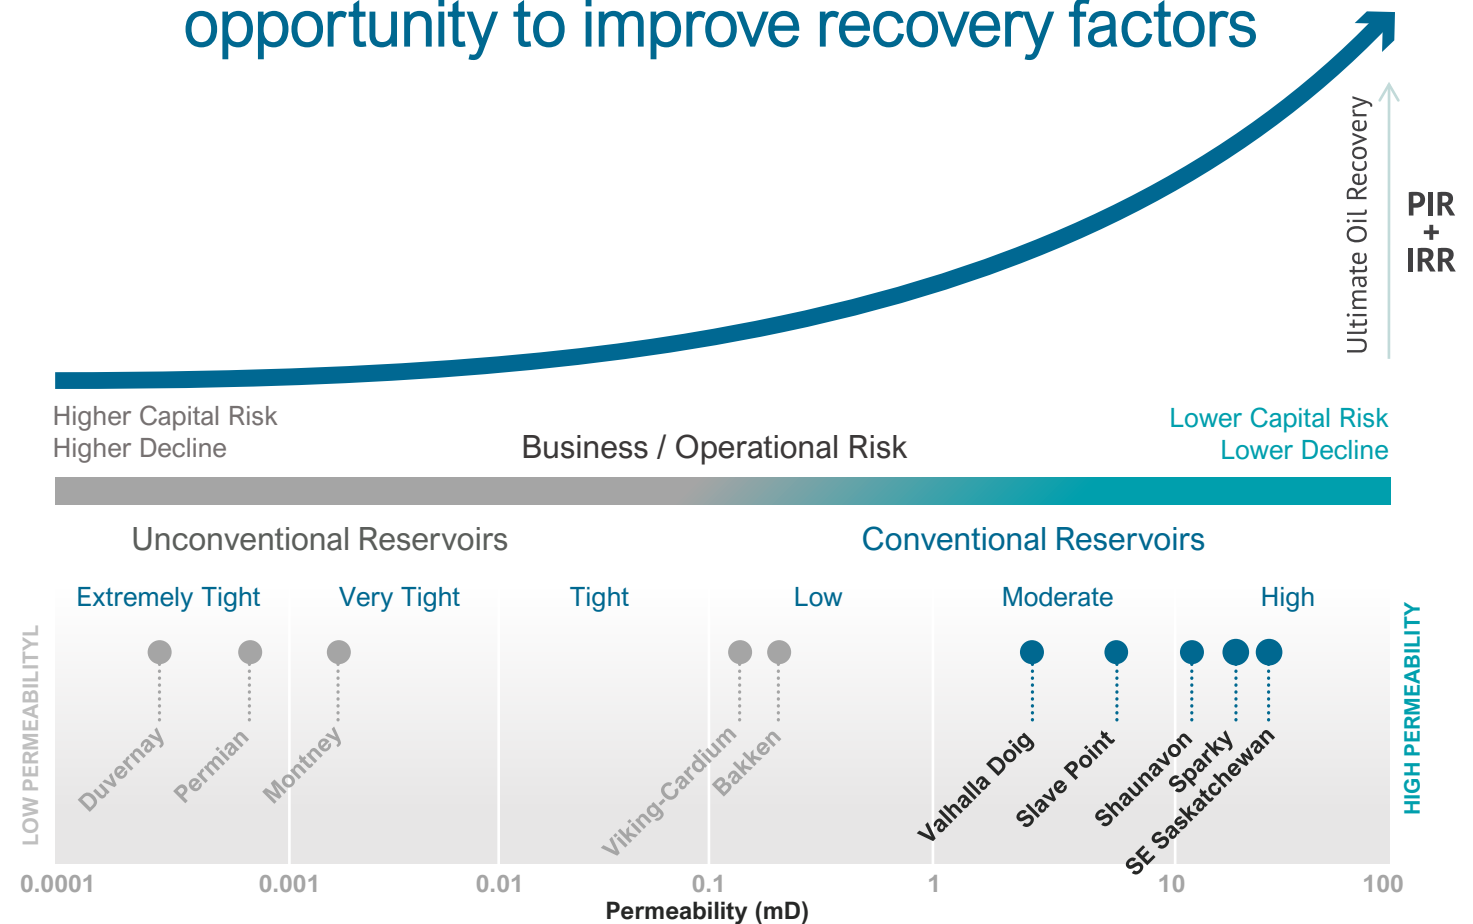 opportunity to improve recovery factors
Ultimate Oil Recovery
PIR
+
IRR
Higher Capital Risk
Higher Decline
Business / Operational Risk
Lower Capital Risk
Lower Decline
Unconventional Reservoirs
Conventional Reservoirs
Extremely Tight
Very Tight
Tight
Low
Moderate
High
LOW PERMEABILITYL
HIGH PERMEABILITY
Duvernay
Permian
Montney
Viking-Cardium
Bakken
Valhalla Doig
Slave Point
Shaunavon
Sparky
SE Saskatchewan
0.0001
0.001
0.01
0.1
1
10
100
Permeability (mD)